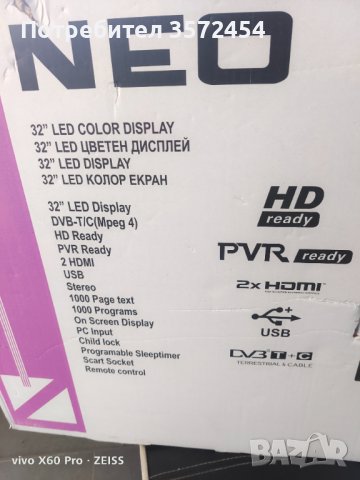 Потребител 3572454
NEO
32" LED COLOR DISPLAY
32" LED ЦВЕТЕН ДИСПЛЕЙ
32" LED DISPLAY
32" LED КОЛОР ЕКРАН
32" LED Display
DVB-T/C(Mpeg 4)
HD Ready
PVR Ready
2 HDMI
USB
Stereo
1000 Page text
1000 Programs
On Screen Display
PC Input
Child lock
Programable Sleeptimer
Scart Socket
Remote control
HD
ready
PVR ready
2x HDMI
USB
DVB T+C
TERRESTRIAL & CABLE
vivo X60 Pro · ZEISS
bazar